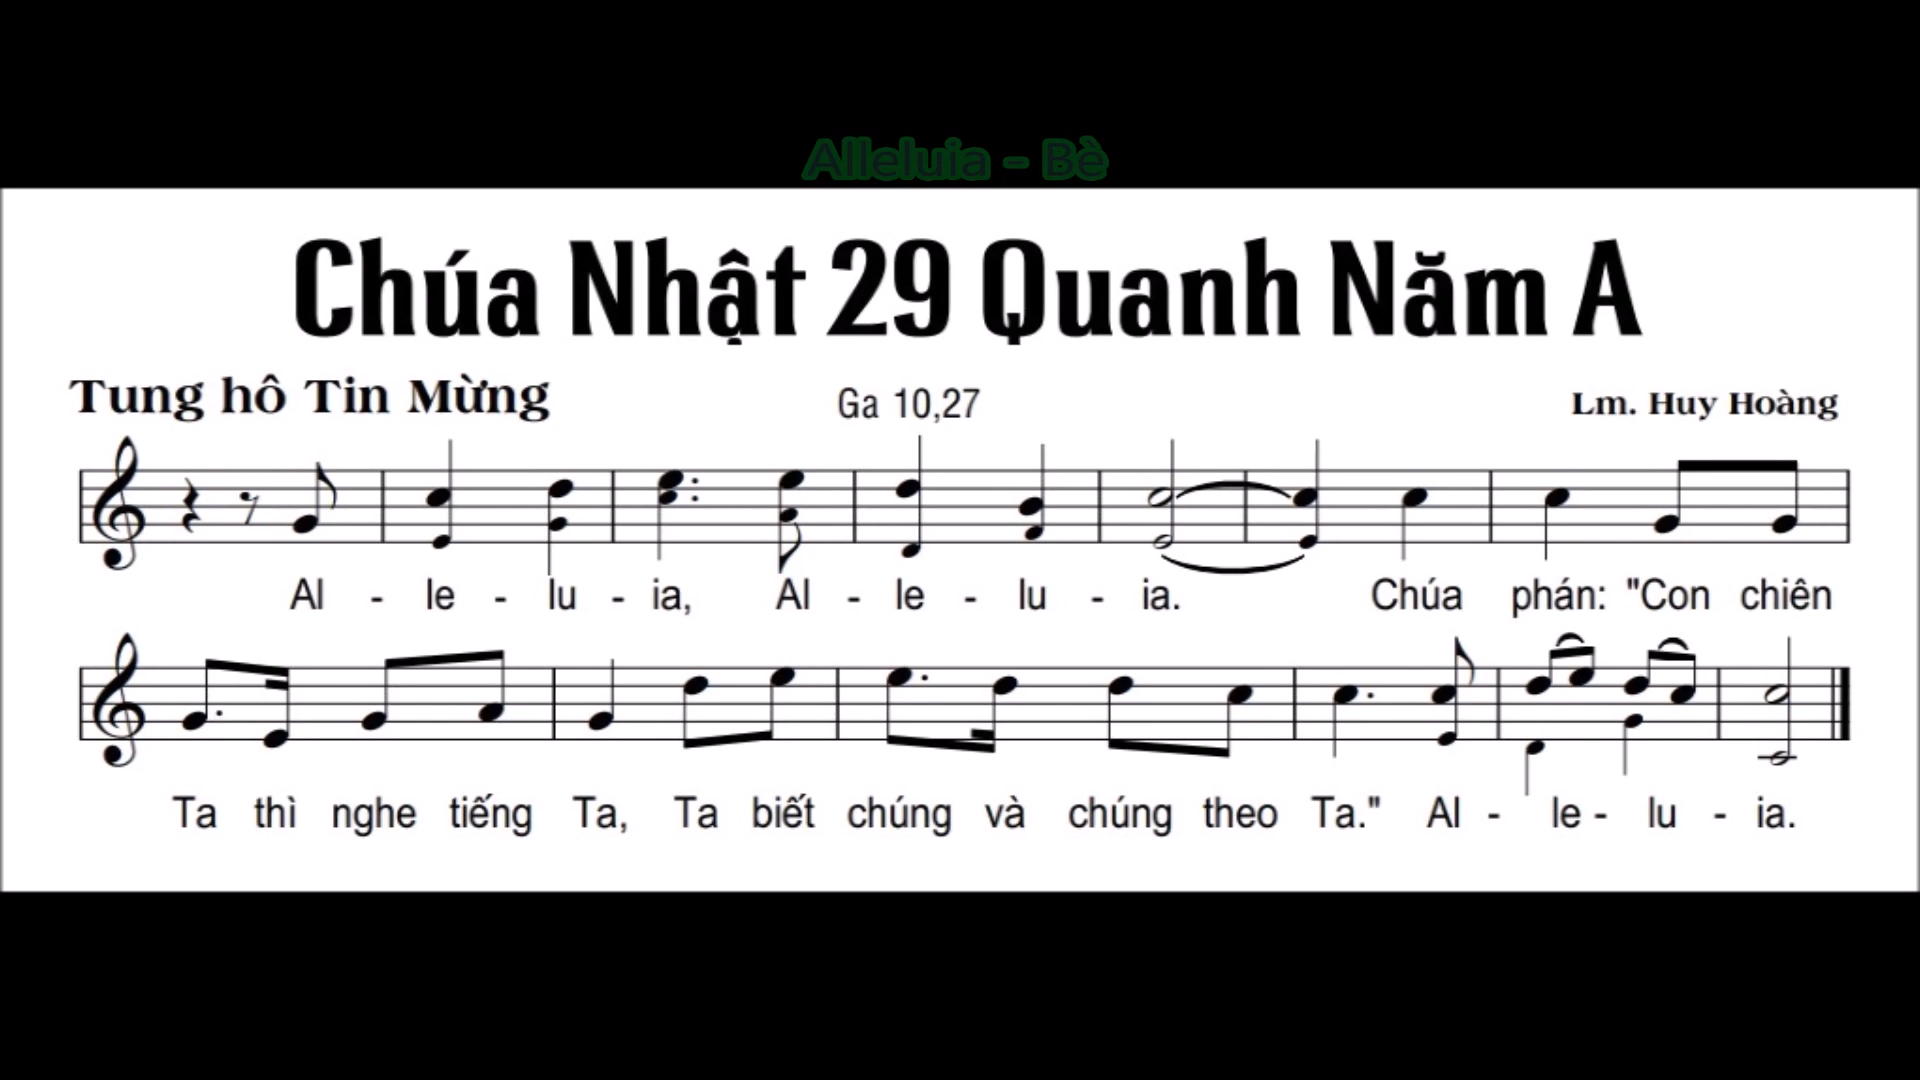 Alleluia - Bè
Chúa Nhật 29 Quanh Năm A
Tung hô Tin Mừng Ga 10,27 Lm. Huy Hoàng
Al - le - lu - ia, Al - le - lu - ia. Chúa phán: "Con chiên
Ta thì nghe tiếng Ta, Ta biết chúng và chúng theo Ta." Al - le - lu - ia.